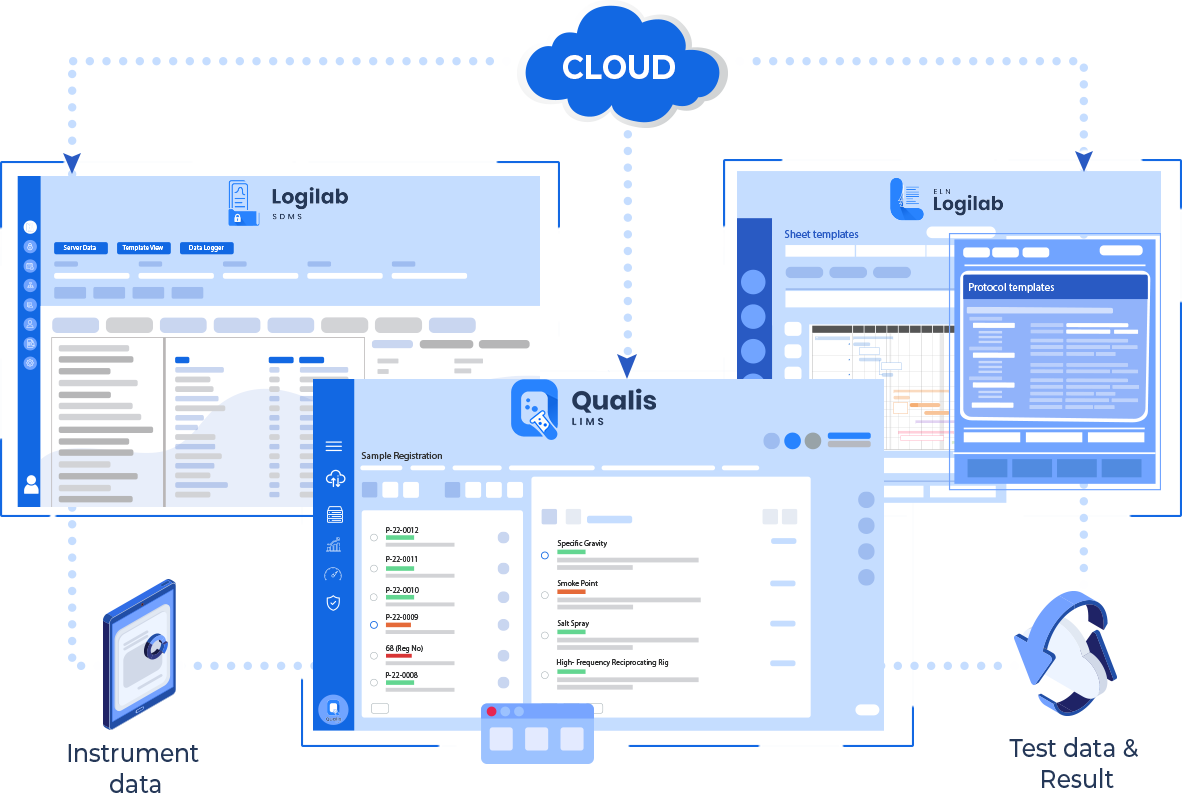 CLOUD
Logilab
SDMS
Server Data
Template View
Data Logger
ELN
Logilab
Sheet templates
Protocol templates
Qualis
LIMS
Sample Registration
P-22-0012
P-22-0011
P-22-0010
P-22-0009
68 (Reg No)
P-22-0008
Specific Gravity
Smoke Point
Salt Spray
High- Frequency Reciprocating Rig
Qualis
Instrument
data
Test data &
Result